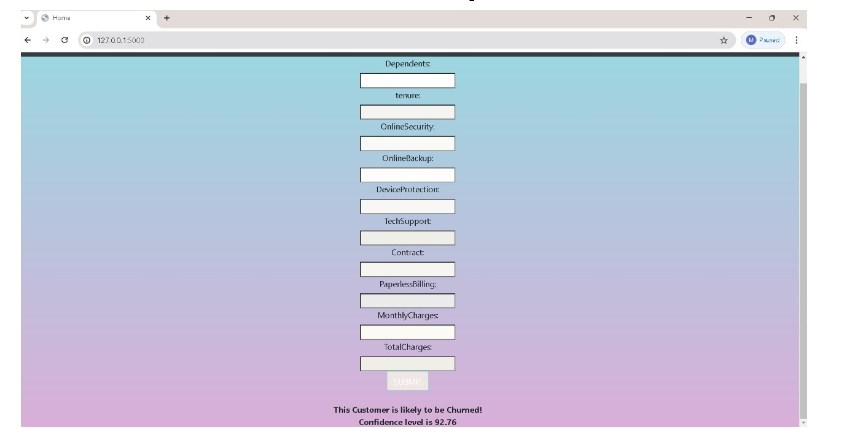 Home
127.0.0.1:5000
M Paused
Dependents:
tenure:
OnlineSecurity:
OnlineBackup:
DeviceProtection:
TechSupport:
Contract:
PaperlessBilling:
MonthlyCharges:
TotalCharges:
SUBMIT
This Customer is likely to be Churned!
Confidence level is 92.76